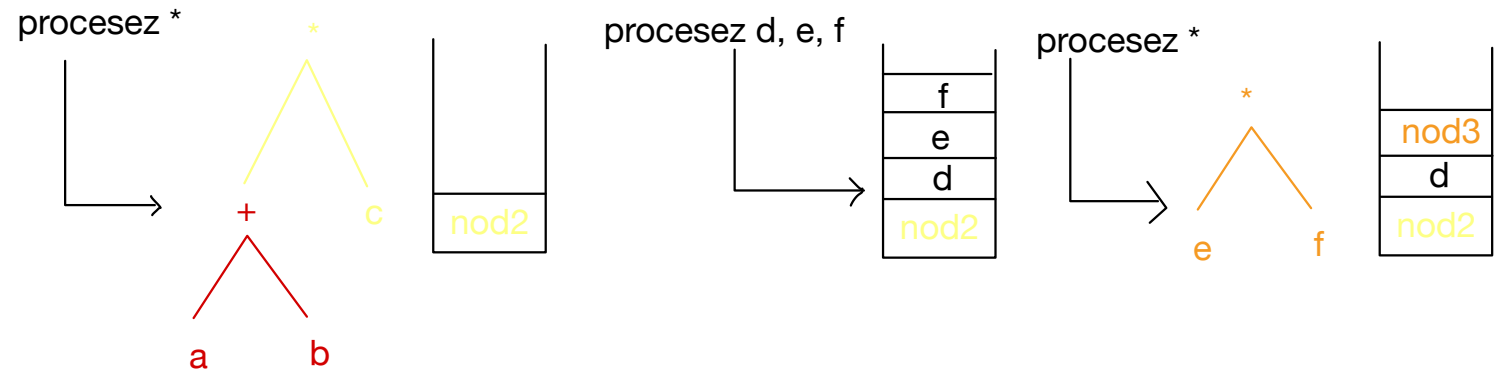 procesez *
*
+
c
a
b
nod2
procesez d, e, f
f
e
d
nod2
procesez *
*
e
f
nod3
d
nod2